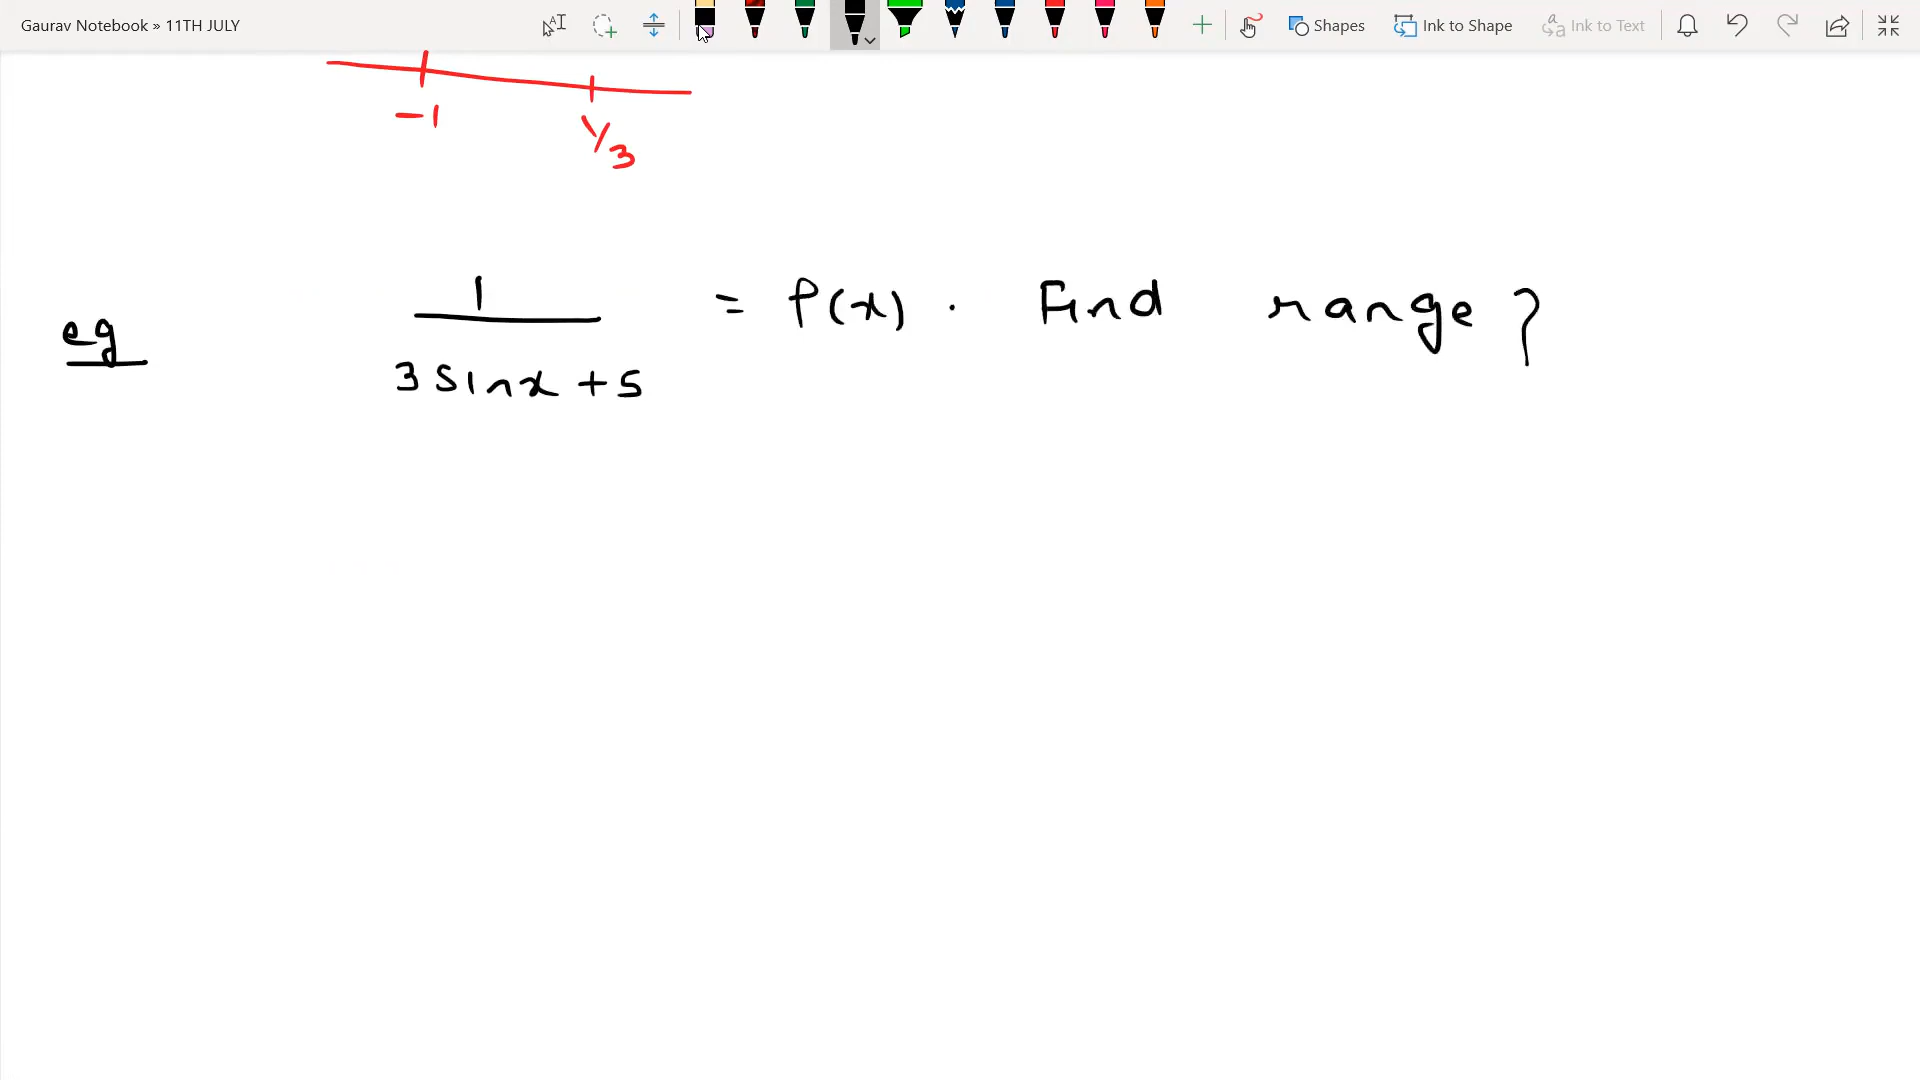 Gaurav Notebook » 11TH JULY
Shapes
Ink to Shape
Ink to Text
-1
1/3
eg
1
= f(x) . Find range ?
3 sinx + 5